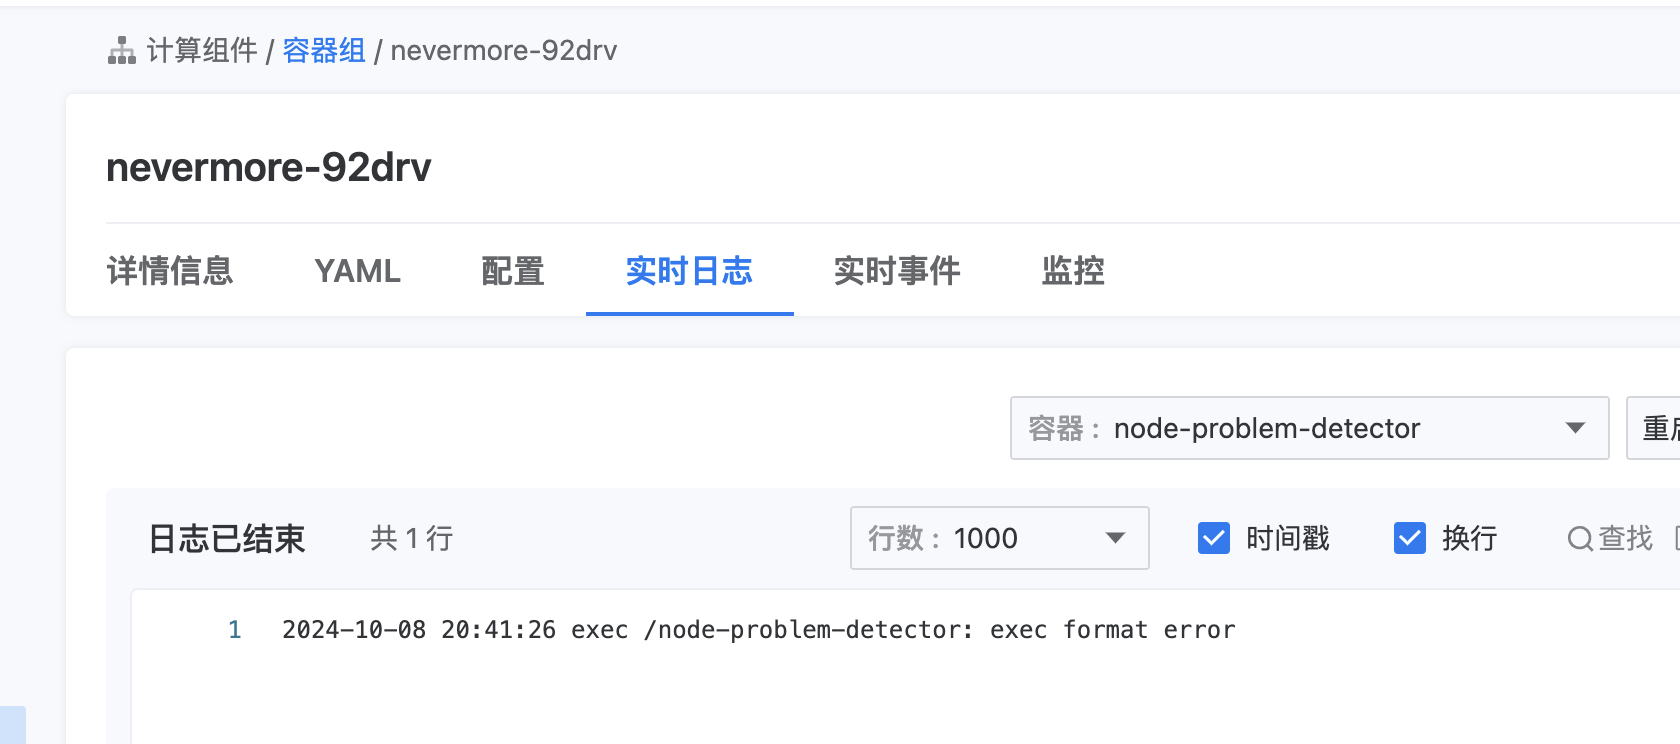 计算组件 / 容器组 / nevermore-92drv
nevermore-92drv
详情信息 YAML 配置 实时日志 实时事件 监控
容器 : node-problem-detector 重
日志已结束 共 1 行 行数 : 1000 时间戳 换行 查找
1 2024-10-08 20:41:26 exec /node-problem-detector: exec format error